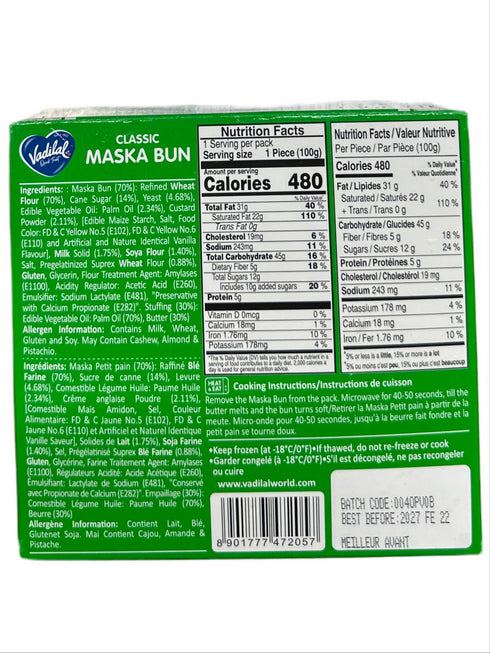 Vadilal
CLASSIC
MASKA BUN
Ingredients: : Maska Bun (70%): Refined Wheat
Flour (70%), Cane Sugar (14%), Yeast (4.68%),
Edible Vegetable Oil: Palm Oil (2.34%), Custard
Powder (2.11%), [Edible Maize Starch, Salt, Food
Color: FD & C Yellow No.5 (E102), FD & C Yellow No.6
(E110) and Artificial and Natural Identical Vanilla
Flavour], Milk Solid (1.75%), Soya Flour (1.40%),
Salt, Pregelatinized Suprex Wheat Flour (0.88%),
Gluten, Glycerin, Flour Treatment Agent: Amylases
(E1100), Acidity Regulator: Acetic Acid (E260),
Emulsifier: Sodium Lactylate (E481), "Preservative
with Calcium Propionate (E282)". Stuffing (30%):
Edible Vegetable Oil: Palm Oil (70%), Butter (30%)
Allergen Information: Contains Milk, Wheat,
Gluten and Soy. May Contain Cashew, Almond &
Pistachio.
Ingrédients: Maska Petit pain (70%): Raffiné Blé
Farine (70%), Sucre de canne (14%), Levure
(4.68%), Comestible Légume Huile: Paume Huile
(2.34%), Crème anglaise Poudre (2.11%),
[Comestible Maïs Amidon, Sel, Couleur
Alimentaire: FD & C Jaune No.5 [E102], FD & C
Jaune No.6 [E110) et Artificiel et Naturel Identique
Vanille Saveur], Solides de Lait (1.75%), Soja Farine
(1.40%), Sel, Prégélatinisé Suprex Blé Farine (0.88%),
Gluten, Glycérine, Farine Traitement Agent: Amylases
(E1100), Régulateurs Acidité: Acide Acétique (E260),
Émulsifiant: Lactylate de Sodium (E481), "Conservé
avec Propionate de Calcium (E282)". Empaillage (30%):
Comestible Légume Huile: Paume Huile (70%),
Beurre (30%)
Allergène Information: Contient Lait, Blé,
Glutenet Soja. Mai Contient Cajou, Amande &
Pistache.
Nutrition Facts
1 Serving per pack
Serving size 1 Piece (100g)
Amount per serving
Calories 480
% Daily Value*
Total Fat 31g 40 %
Saturated Fat 22g 110 %
Trans Fat 0g
Cholesterol 19mg 6 %
Sodium 243mg 11 %
Total Carbohydrate 45g 16 %
Dietary Fiber 5g 18 %
Total Sugars 12g
Includes 10g added sugars 20 %
Protein 5g
Vitamin D 0mcg 0 %
Calcium 18mg 1 %
Iron 1.76mg 10 %
Potassium 178mg 4 %
*The % Daily Value (DV) tells you how much a nutrient in a
serving of food contributes to a daily diet. 2,000 calories a
day is used for general nutrition advice.
Nutrition Facts / Valeur Nutritive
Per Piece / Par Pièce (100g)
Calories 480
% Daily Value*
% Valeur Quotidienne*
Fat / Lipides 31 g 40 %
Saturated / Saturés 22 g
+ Trans / Trans 0 g 110 %
Carbohydrate / Glucides 45 g
Fiber / Fibres 5 g 18 %
Sugars / Sucres 12 g 24 %
Protein / Protéines 5 g
Cholesterol / Cholestérol 19 mg
Sodium 243 mg 11 %
Potassium 178 mg 4 %
Calcium 18 mg 1 %
Iron / Fer 1.76 mg 10 %
*5% or less is a little, 15% or more is a lot
*5% ou moins c'est peu, 15% ou plus c'est beaucoup
HEAT & EAT
Cooking Instructions/Instructions de cuisson
Remove the Maska Bun from the pack. Microwave for 40-50 seconds, till the
butter melts and the bun turns soft/Retirer la Maska Petit pain à partir de la
meute. Micro-onde pour 40-50 secondes, jusqu'à la beurre fait fondre et la
petit pain se tourne doux.
•Keep frozen (at -18°C/0°F)•If thawed, do not re-freeze or cook
•Garder congelé (à -18°C/0°F)•S'il est décongelé, ne pas recongeler
ou cuire
www.vadilalworld.com
8 901777 472057
BATCH CODE:0040PV0B
BEST BEFORE:2027 FE 22
MEILLEUR AVANT